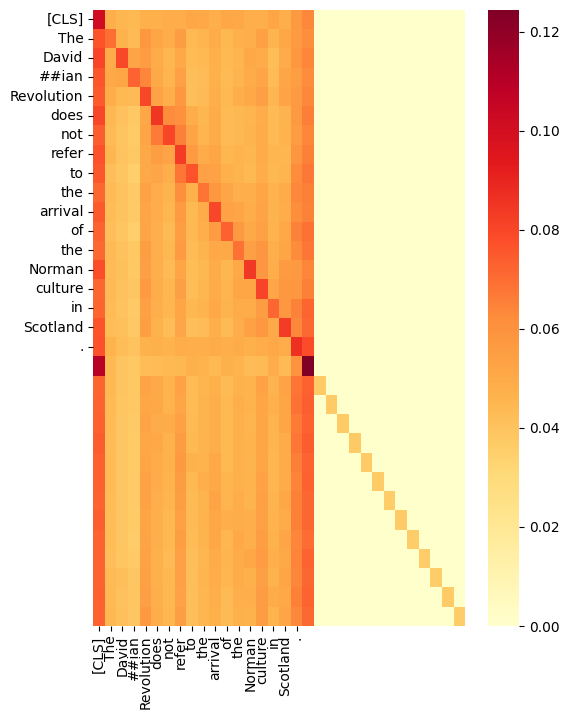 [CLS]
The
David
##ian
Revolution
does
not
refer
to
the
arrival
of
the
Norman
culture
in
Scotland
.
[CLS]
The
David
##ian
Revolution
does
not
refer
to
the
arrival
of
the
Norman
culture
in
Scotland
.
0.12
0.10
0.08
0.06
0.04
0.02
0.00